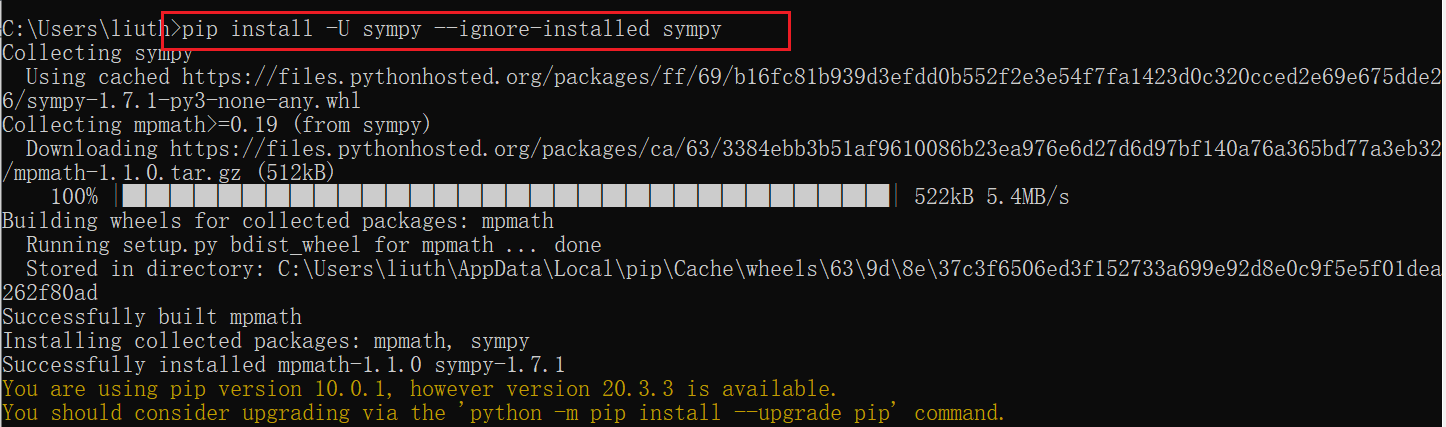 C:\Users\liuth>pip install -U sympy --ignore-installed sympy
Collecting sympy
  Using cached https://files.pythonhosted.org/packages/ff/69/b16fc81b939d3efdd0b552f2e3e54f7fa1423d0c320cced2e69e675dde2
6/sympy-1.7.1-py3-none-any.whl
Collecting mpmath>=0.19 (from sympy)
  Downloading https://files.pythonhosted.org/packages/ca/63/3384ebb3b51af9610086b23ea976e6d27d6d97bf140a76a365bd77a3eb32
/mpmath-1.1.0.tar.gz (512kB)
    100% |████████████████████████████████| 522kB 5.4MB/s
Building wheels for collected packages: mpmath
  Running setup.py bdist_wheel for mpmath ... done
  Stored in directory: C:\Users\liuth\AppData\Local\pip\Cache\wheels\63\9d\8e\37c3f6506ed3f152733a699e92d8e0c9f5e5f01dea
262f80ad
Successfully built mpmath
Installing collected packages: mpmath, sympy
Successfully installed mpmath-1.1.0 sympy-1.7.1
You are using pip version 10.0.1, however version 20.3.3 is available.
You should consider upgrading via the 'python -m pip install --upgrade pip' command.